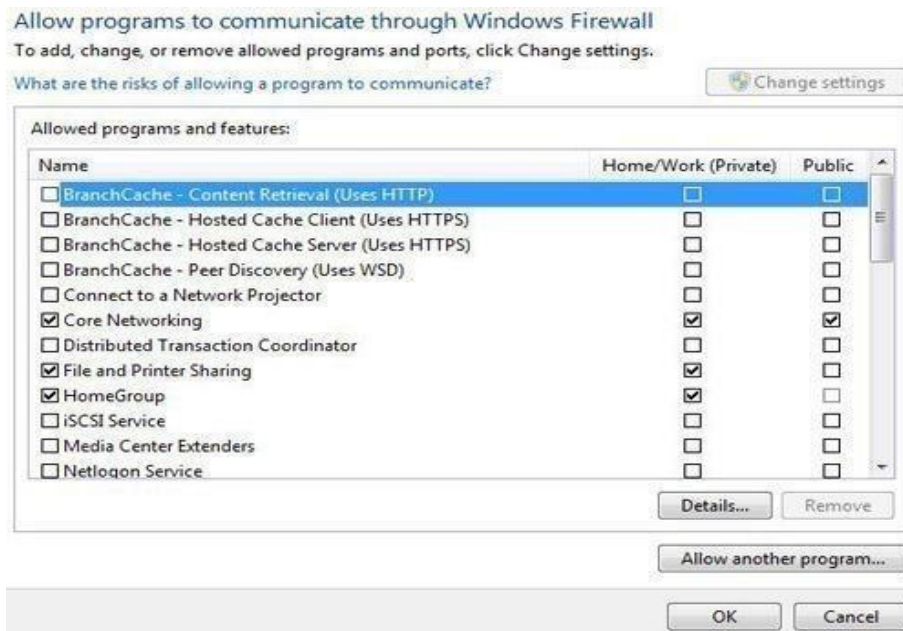 Allow programs to communicate through Windows Firewall
To add, change, or remove allowed programs and ports, click Change settings.
What are the risks of allowing a program to communicate?
Change settings
Allowed programs and features:
Name Home/Work (Private) Public
BranchCache - Content Retrieval (Uses HTTP)
BranchCache - Hosted Cache Client (Uses HTTPS)
BranchCache - Hosted Cache Server (Uses HTTPS)
BranchCache - Peer Discovery (Uses WSD)
Connect to a Network Projector
Core Networking
Distributed Transaction Coordinator
File and Printer Sharing
HomeGroup
iSCSI Service
Media Center Extenders
Netlogon Service
Details... Remove
Allow another program...
OK Cancel